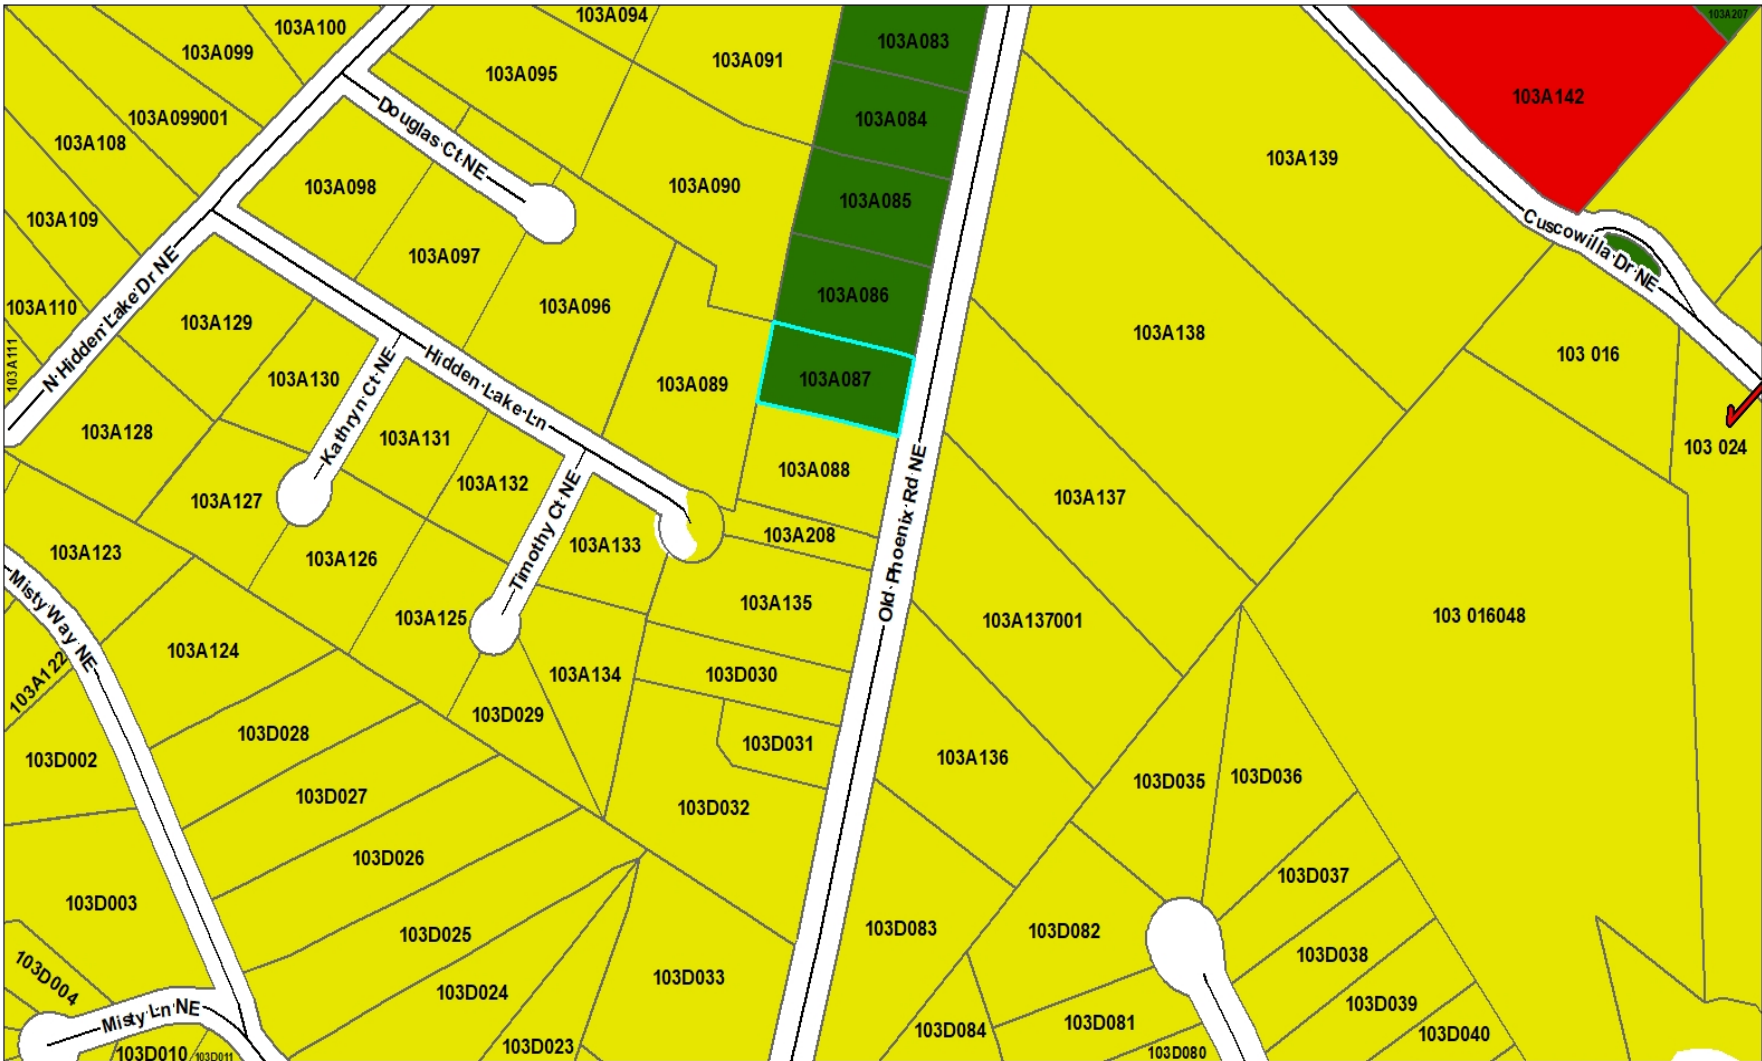 103A100
103A094
103A083
103A207
103A099
103A095
103A091
103A142
103A099001
Douglas Ct NE
103A084
103A108
103A139
103A098
103A090
103A085
103A109
103A097
Cuscowilla Dr NE
N Hidden Lake Dr NE
103A110
103A129
103A096
103A086
103A138
103A111
Hidden Lake Ln
103 016
103A130
Kathryn Ct NE
103A089
103A087
103A128
103A131
103 024
103A088
103A127
103A132
Timothy Ct NE
103A137
103A123
103A126
103A133
103A208
Old Phoenix Rd NE
Misty Way NE
103A125
103A135
103A137001
103 016048
103A124
103A122
103A134
103D030
103D029
103D028
103D031
103D002
103A136
103D035
103D036
103D027
103D032
103D026
103D037
103D003
103D025
103D083
103D082
103D038
103D004
103D024
103D033
103D039
Misty Ln NE
103D084
103D081
103D040
103D010
103D011
103D023
103D080